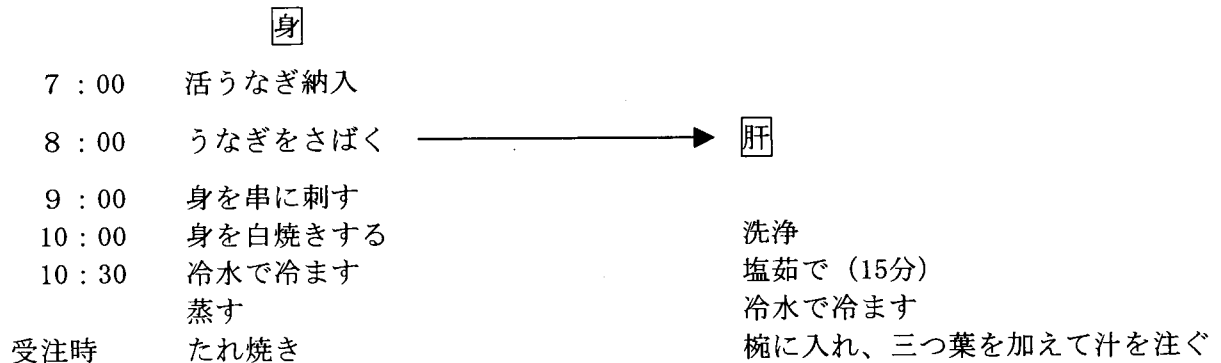 身
7:00 活うなぎ納入
8:00 うなぎをさばく → 肝
9:00 身を串に刺す
10:00 身を白焼きする 洗浄
10:30 冷水で冷ます 塩茹で(15分)
蒸す 冷水で冷ます
受注時 たれ焼き 椀に入れ、三つ葉を加えて汁を注ぐ